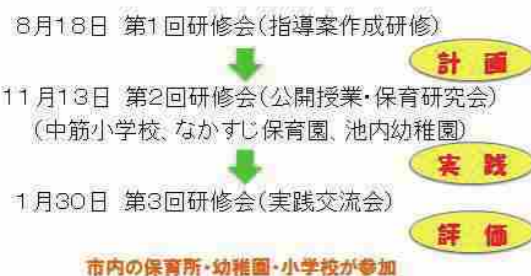 8月18日 第1回研修会(指導案作成研修)
計 画
11月13日 第2回研修会(公開授業・保育研究会)
(中筋小学校、なかすじ保育園、池内幼稚園)
実 践
1月30日 第3回研修会(実践交流会)
評 価
市内の保育所・幼稚園・小学校が参加